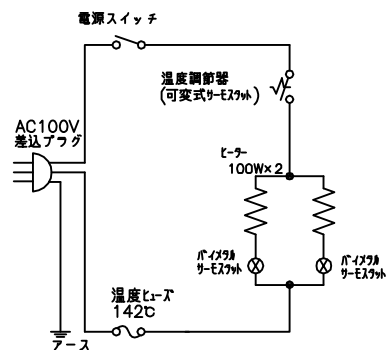 電源スイッチ
温度調節器
(可変式サーモスタット)
AC100V
差込プラグ
ヒーター
100W×2
バイメタル
サーモスタット
バイメタル
サーモスタット
温度ヒューズ
142℃
アース